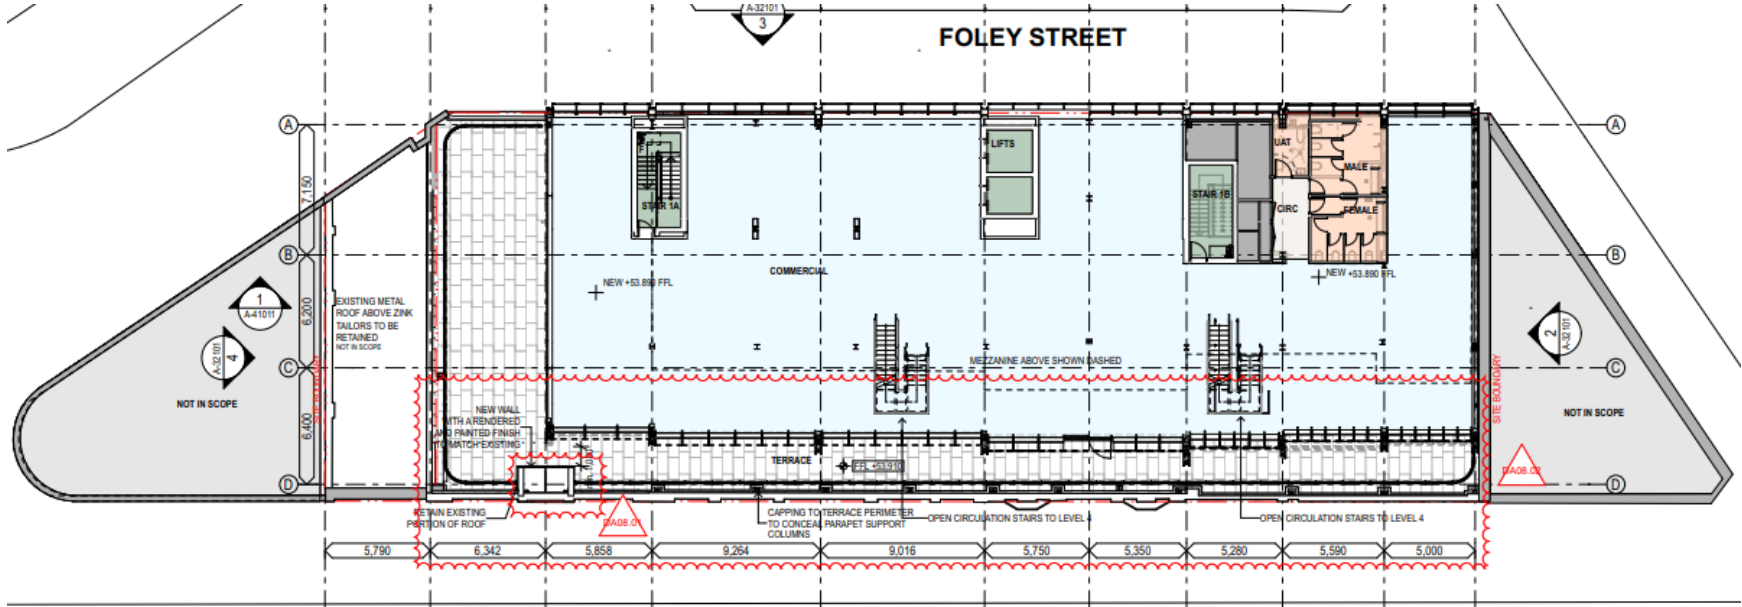 A-32101
3
FOLEY STREET
A
A
LIFTS
UAT
MALE
7,150
STAIR 1A
STAIR 1B
CIRC
FEMALE
B
B
COMMERCIAL
NEW +53.890 FFL
NEW +53.890 FFL
1
A-41011
EXISTING METAL
ROOF ABOVE ZINK
TAILORS TO BE
RETAINED
NOT IN SCOPE
6,200
A-32101
4
2
A-32101
MEZZANINE ABOVE SHOWN DASHED
C
C
SITE BOUNDARY
SITE BOUNDARY
NOT IN SCOPE
NOT IN SCOPE
6,400
NEW WALL
WITH A RENDERED
AND PAINTED FINISH
TO MATCH EXISTING
TERRACE
FFL +53.910
DA08.02
D
D
RETAIN EXISTING
PORTION OF ROOF
DA08.01
CAPPING TO TERRACE PERIMETER
TO CONCEAL PARAPET SUPPORT
COLUMNS
OPEN CIRCULATION STAIRS TO LEVEL 4
OPEN CIRCULATION STAIRS TO LEVEL 4
5,790
6,342
5,858
9,264
9,016
5,750
5,350
5,280
5,590
5,000